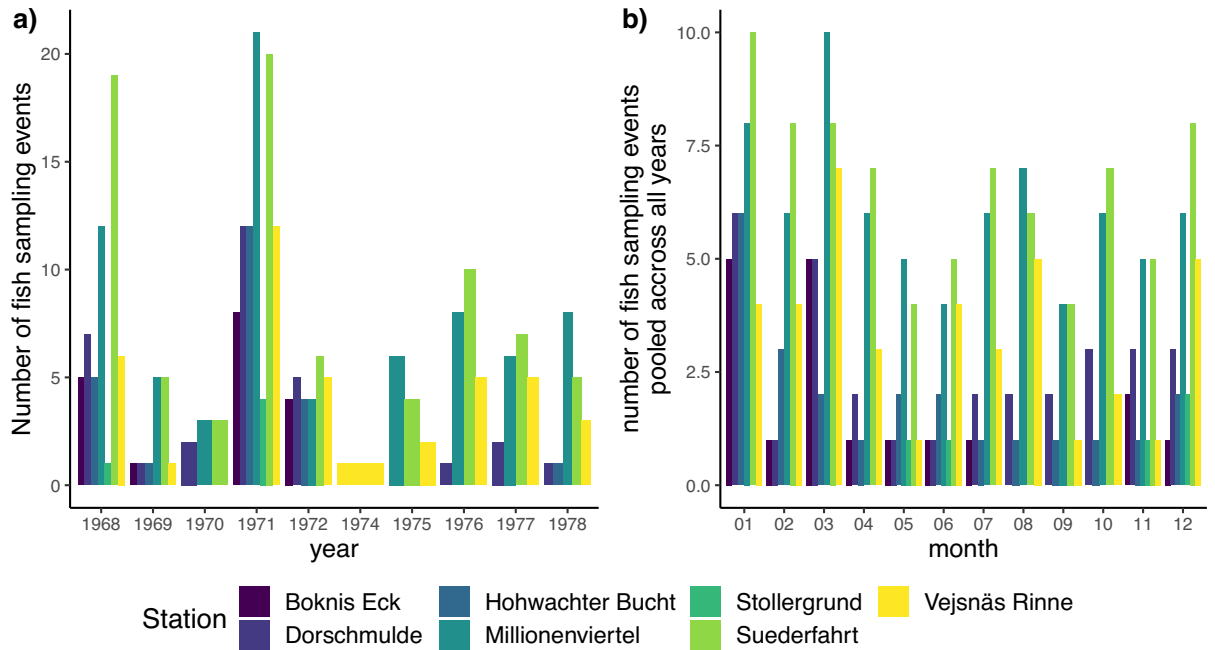 a)
Number of fish sampling events
20
15
10
5
0
1968 1969 1970 1971 1972 1974 1975 1976 1977 1978
year
b)
number of fish sampling events
pooled accross all years
10.0
7.5
5.0
2.5
0.0
01 02 03 04 05 06 07 08 09 10 11 12
month
Station
Boknis Eck Hohwachter Bucht Stollergrund Vejsnäs Rinne
Dorschmulde Millionenviertel Suederfahrt